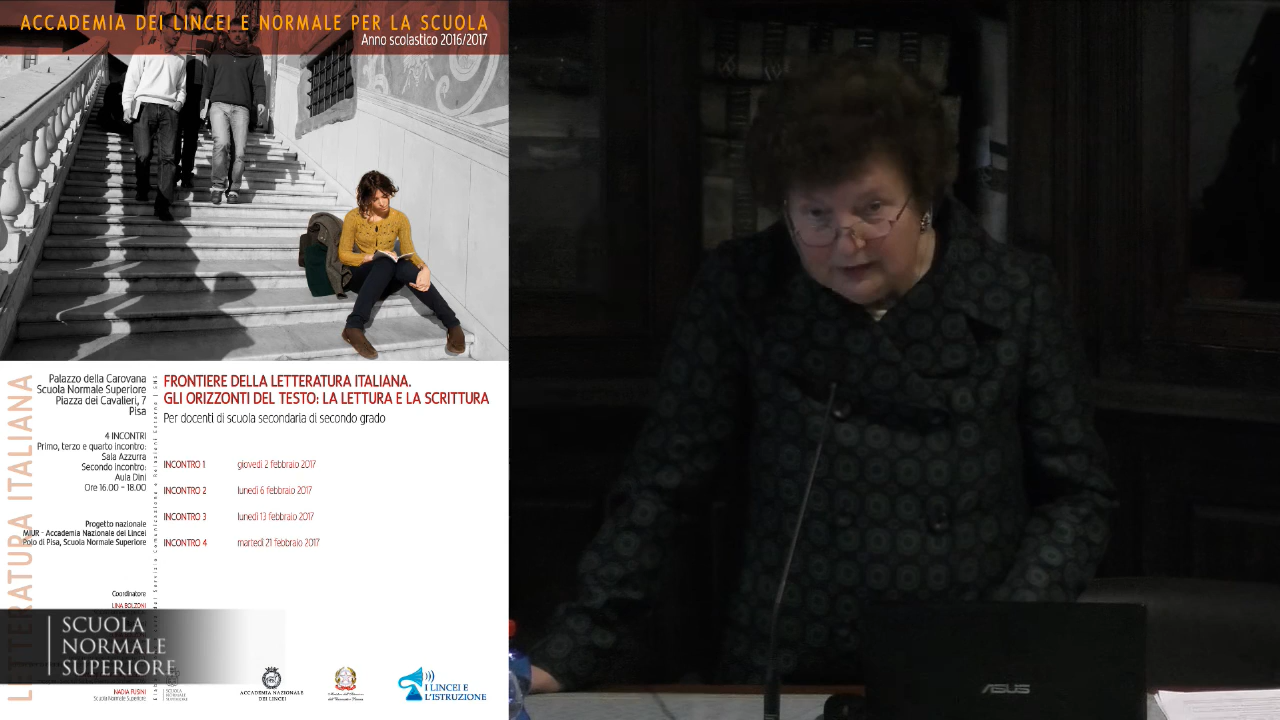 ACCADEMIA DEI LINCEI E NORMALE PER LA SCUOLA
Anno scolastico 2016/2017
LETTERATURA ITALIANA
Palazzo della Carovana
Scuola Normale Superiore
Piazza dei Cavalieri, 7
Pisa
4 INCONTRI
Primo, terzo e quarto incontro:
Sala Azzurra
Secondo incontro:
Aula Dini
Ore 16.00 - 18.00
Progetto nazionale
MIUR - Accademia Nazionale dei Lincei
Polo di Pisa, Scuola Normale Superiore
Coordinatore
LINA BOLZONI
NADIA FUSINI
Scuola Normale Superiore
FRONTIERE DELLA LETTERATURA ITALIANA.
GLI ORIZZONTI DEL TESTO: LA LETTURA E LA SCRITTURA
Per docenti di scuola secondaria di secondo grado
INCONTRO 1 giovedì 2 febbraio 2017
INCONTRO 2 lunedì 6 febbraio 2017
INCONTRO 3 lunedì 13 febbraio 2017
INCONTRO 4 martedì 21 febbraio 2017
SCUOLA
NORMALE
SUPERIORE
SCUOLA
NORMALE
SUPERIORE
ACCADEMIA NAZIONALE
DEI LINCEI
I LINCEI E
L'ISTRUZIONE
ASUS